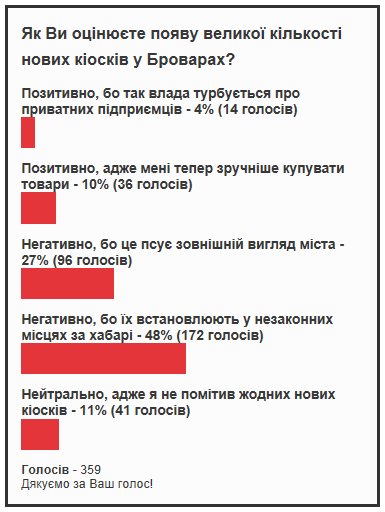 Як Ви оцінюєте появу великої кількості
нових кіосків у Броварах?
Позитивно, бо так влада турбується про
приватних підприємців - 4% (14 голосів)
Позитивно, адже мені тепер зручніше купувати
товари - 10% (36 голосів)
Негативно, бо це псує зовнішній вигляд міста -
27% (96 голосів)
Негативно, бо їх встановлюють у незаконних
місцях за хабарі - 48% (172 голосів)
Нейтрально, адже я не помітив жодних нових
кіосків - 11% (41 голосів)
Голосів - 359
Дякуємо за Ваш голос!